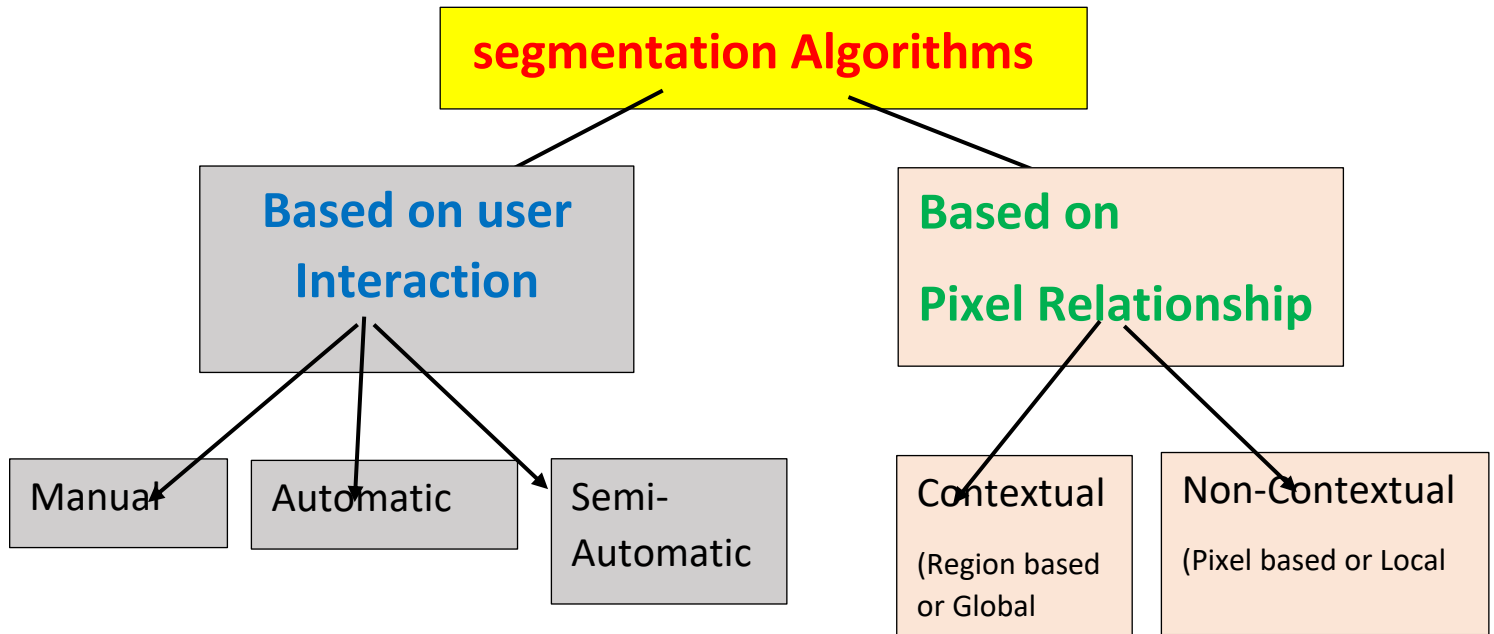 segmentation Algorithms
Based on user
Interaction
Based on
Pixel Relationship
Manual
Automatic
Semi-
Automatic
Contextual
(Region based
or Global
Non-Contextual
(Pixel based or Local